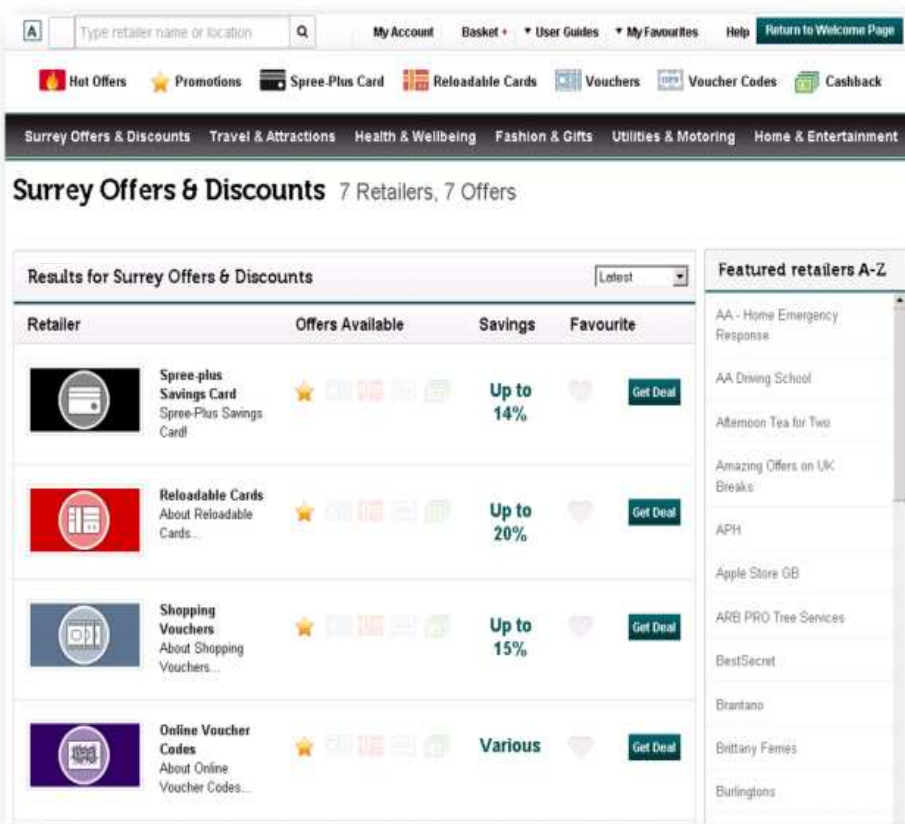 A
Type retailer name or location
My Account Basket User Guides My Favourites Help Return to Welcome Page
Hot Offers Promotions Spree-Plus Card Reloadable Cards Vouchers Voucher Codes Cashback
Surrey Offers & Discounts Travel & Attractions Health & Wellbeing Fashion & Gifts Utilities & Motoring Home & Entertainment
Surrey Offers & Discounts 7 Retailers, 7 Offers
Results for Surrey Offers & Discounts Latest
Retailer Offers Available Savings Favourite
Spree-plus
Savings Card
Spree-Plus Savings
Card!
Up to
14%
Get Deal
Reloadable Cards
About Reloadable
Cards...
Up to
20%
Get Deal
Shopping
Vouchers
About Shopping
Vouchers...
Up to
15%
Get Deal
Online Voucher
Codes
About Online
Voucher Codes...
Various
Get Deal
Featured retailers A-Z
AA - Home Emergency
Response
AA Driving School
Afternoon Tea for Two
Amazing Offers on UK
Breaks
APH
Apple Store GB
ARB PRO Tree Services
BestSecret
Brantano
Brittany Ferries
Burlingtons